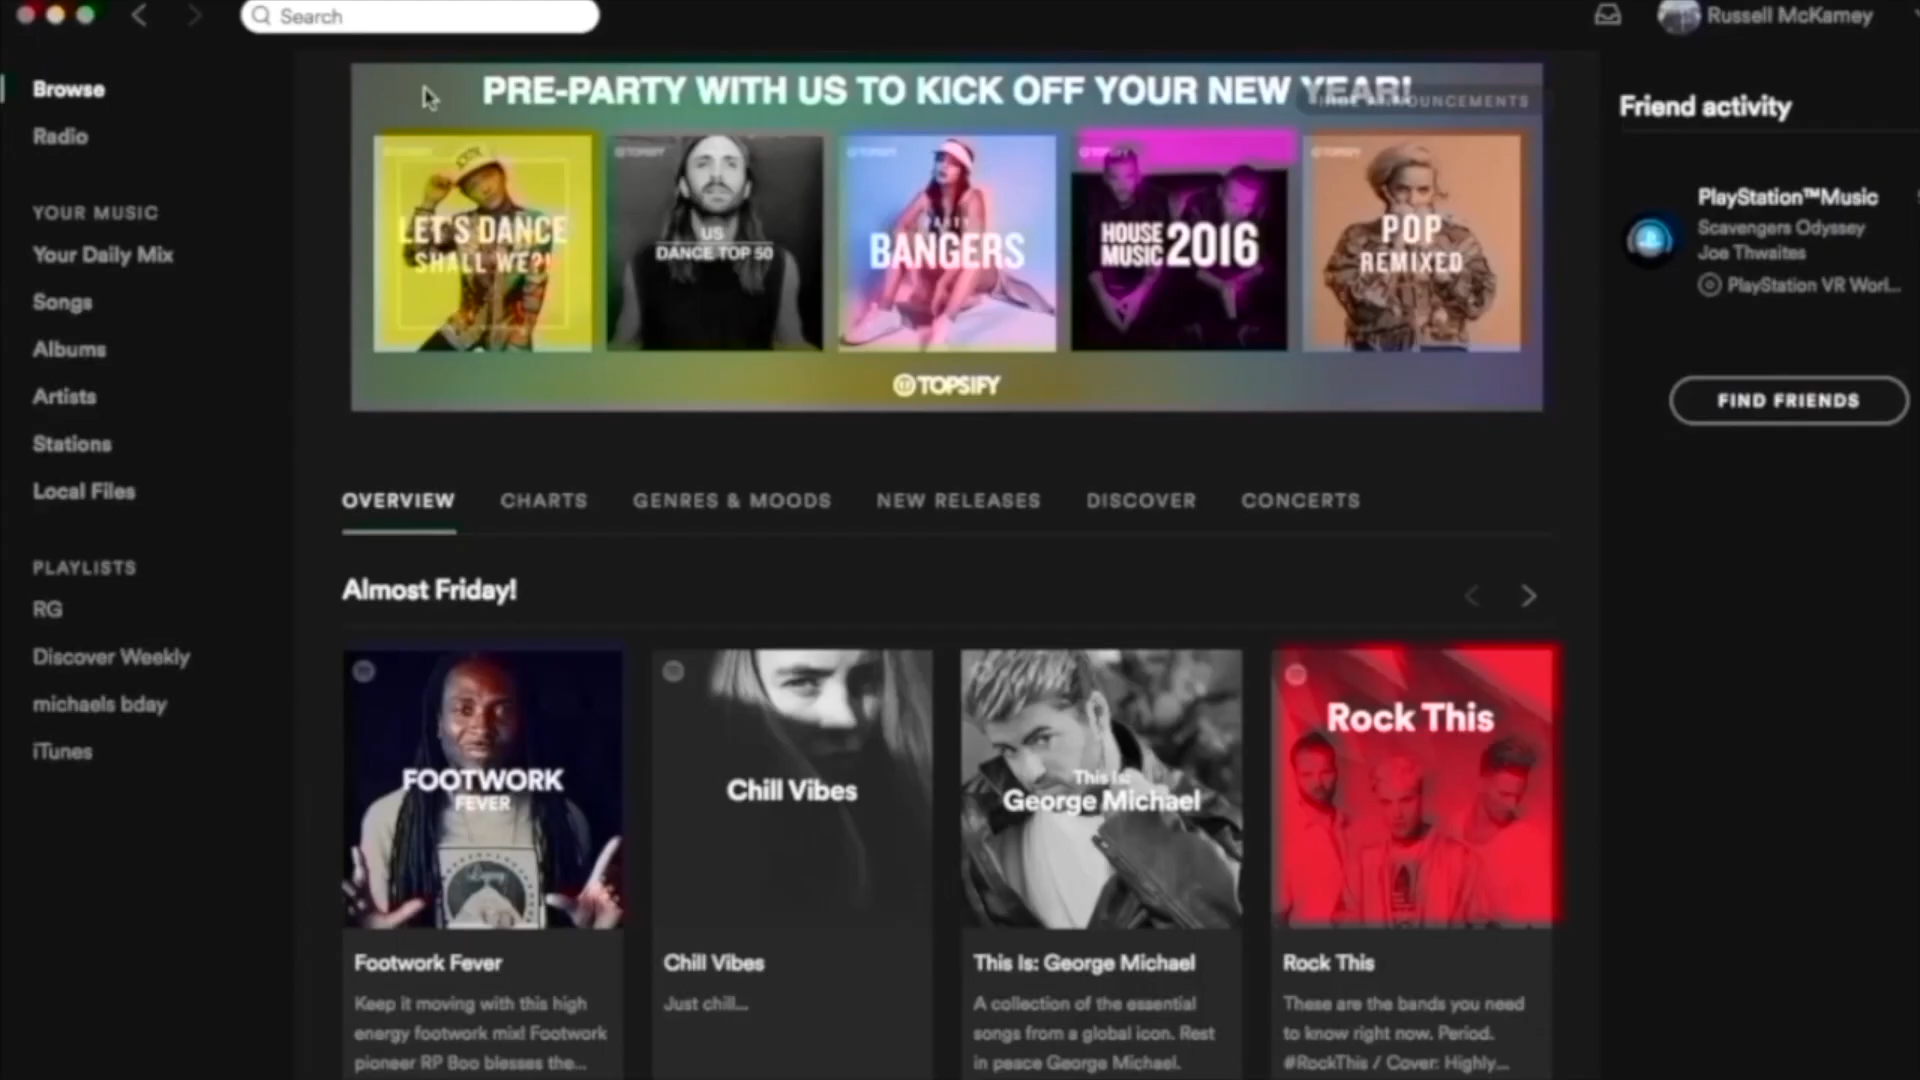 Search
Russell McKamey
Browse
Radio
YOUR MUSIC
Your Daily Mix
Songs
Albums
Artists
Stations
Local Files
PLAYLISTS
RG
Discover Weekly
michaels bday
iTunes
PRE-PARTY WITH US TO KICK OFF YOUR NEW YEAR!
HIDE ANNOUNCEMENTS
LET'S DANCE
SHALL WE?!
TOPSIFY
US
DANCE TOP 50
TOPSIFY
PARTY
BANGERS
TOPSIFY
HOUSE
MUSIC 2016
TOPSIFY
POP
REMIXED
TOPSIFY
Friend activity
PlayStation™Music
Scavengers Odyssey
Joe Thwaites
PlayStation VR Worl...
FIND FRIENDS
OVERVIEW CHARTS GENRES & MOODS NEW RELEASES DISCOVER CONCERTS
Almost Friday!
FOOTWORK
FEVER
Chill Vibes
This Is:
George Michael
Rock This
Footwork Fever
Keep it moving with this high
energy footwork mix! Footwork
pioneer RP Boo blesses the...
Chill Vibes
Just chill...
This Is: George Michael
A collection of the essential
songs from a global icon. Rest
in peace George Michael.
Rock This
These are the bands you need
to know right now. Period.
#RockThis / Cover: Highly...